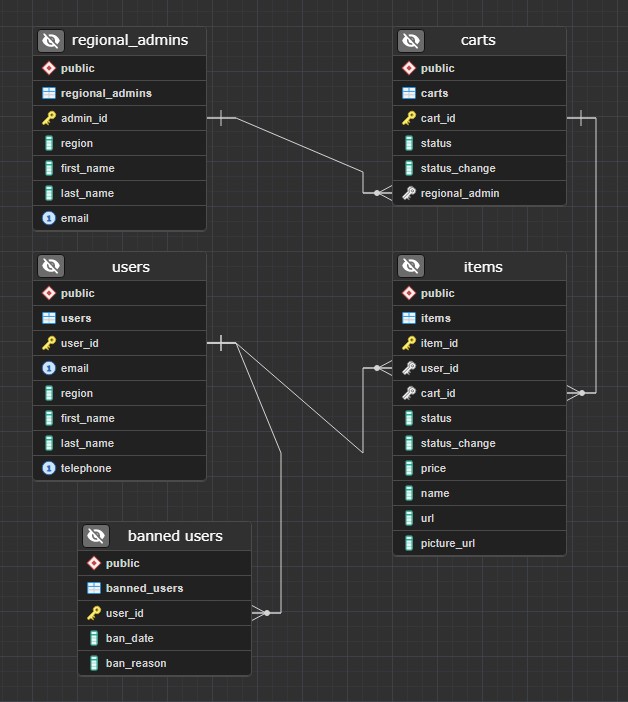 regional_admins
public
regional_admins
admin_id
region
first_name
last_name
email
carts
public
carts
cart_id
status
status_change
regional_admin
users
public
users
user_id
email
region
first_name
last_name
telephone
items
public
items
item_id
user_id
cart_id
status
status_change
price
name
url
picture_url
banned users
public
banned_users
user_id
ban_date
ban_reason